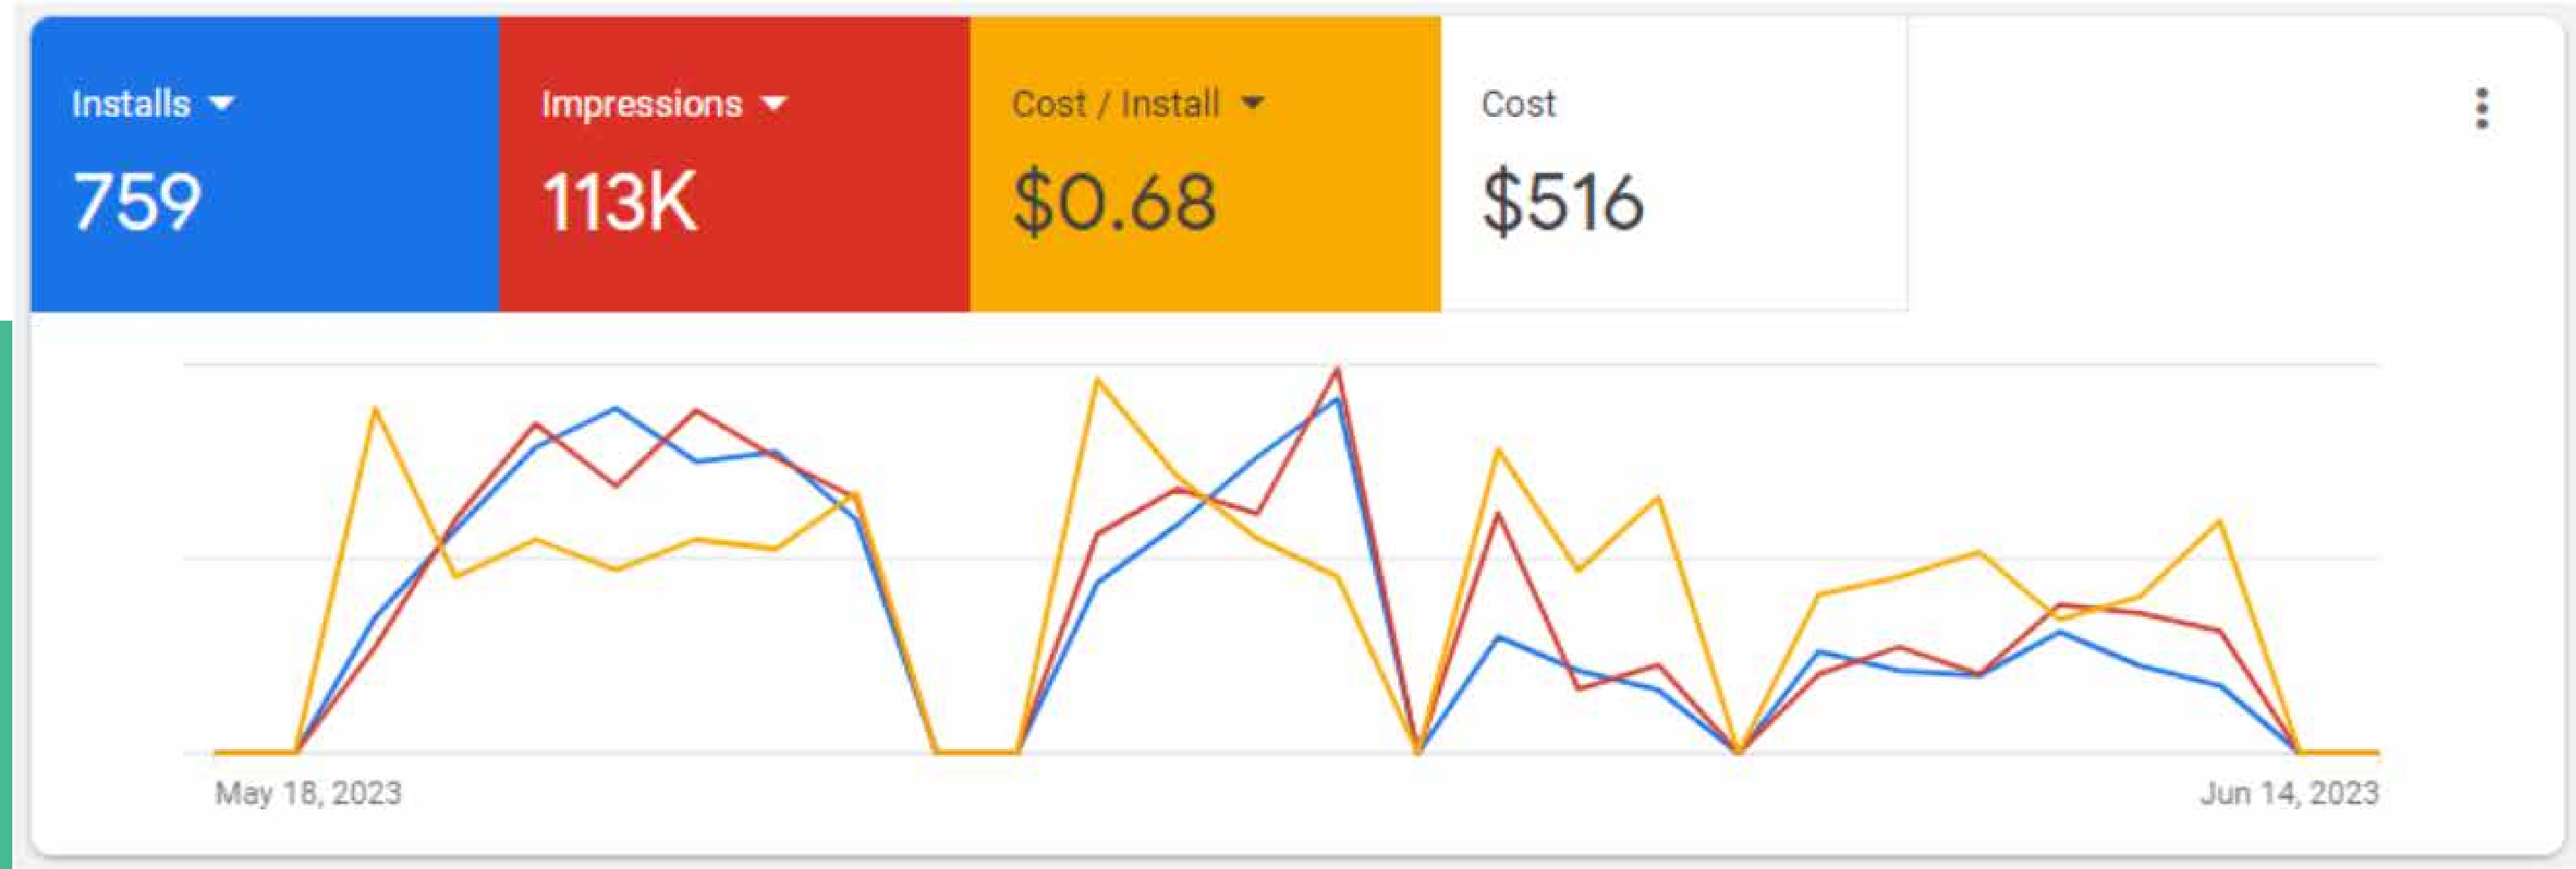 Installs
759
Impressions
113K
Cost / Install
$0.68
Cost
$516
May 18, 2023
Jun 14, 2023